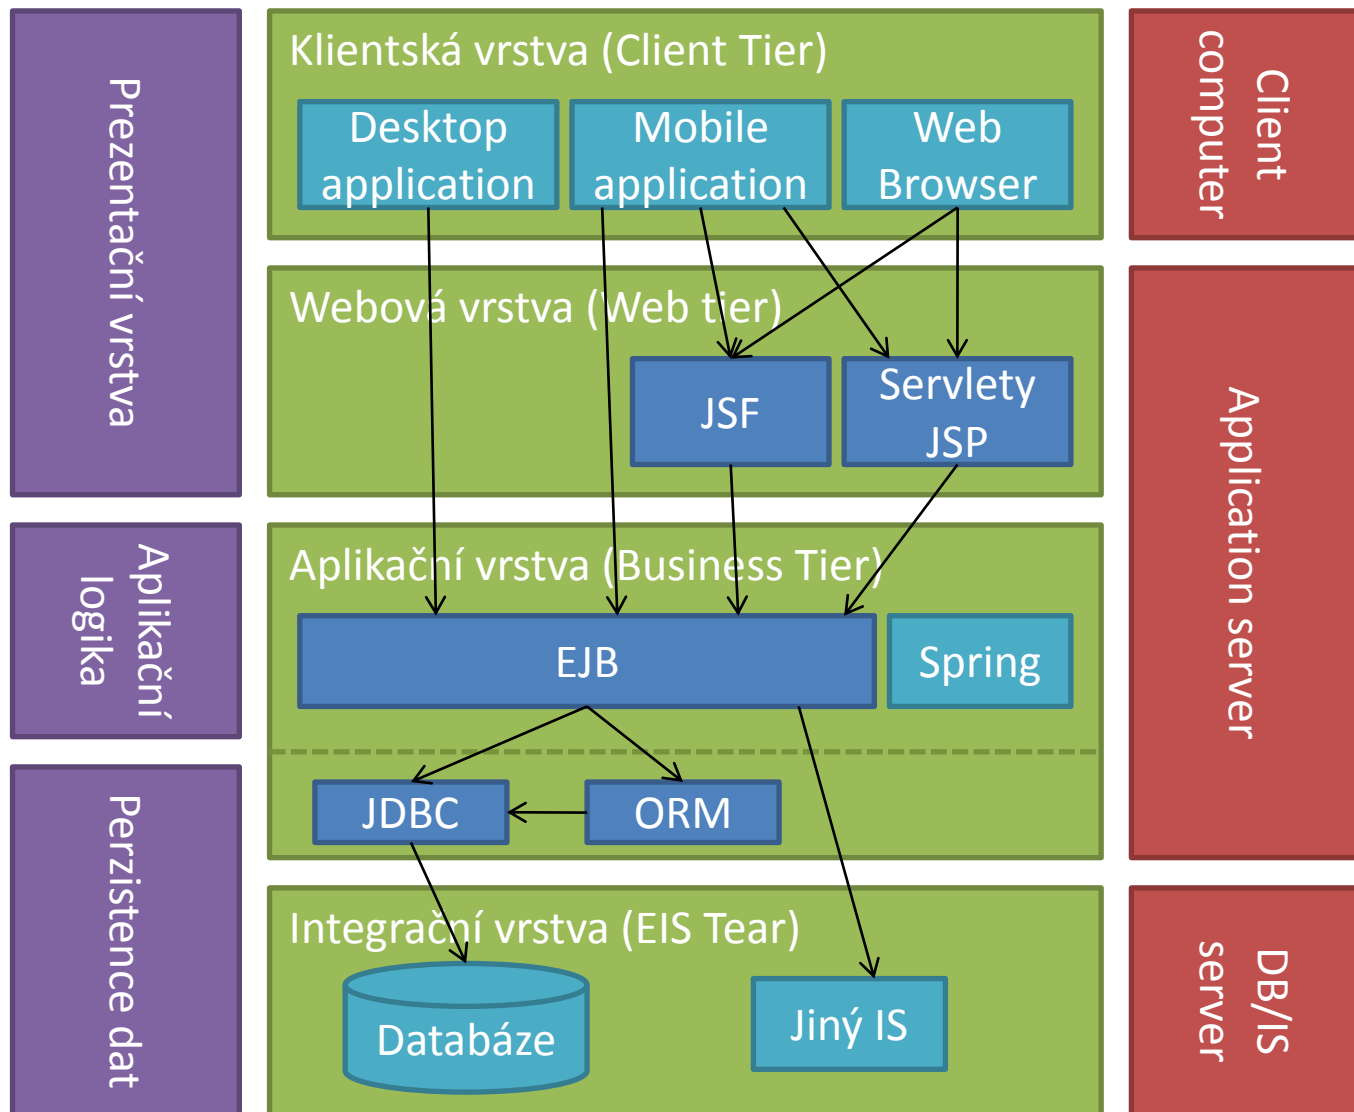 Prezentační vrstva
Klientská vrstva (Client Tier)
Desktop
application
Mobile
application
Web
Browser
Client
computer
Webová vrstva (Web tier)
JSF
Servlety
JSP
Application server
Aplikační
logika
Aplikační vrstva (Business Tier)
EJB
Spring
Perzistence dat
JDBC
ORM
Integrační vrstva (EIS Tear)
Databáze
Jiný IS
DB/IS
server